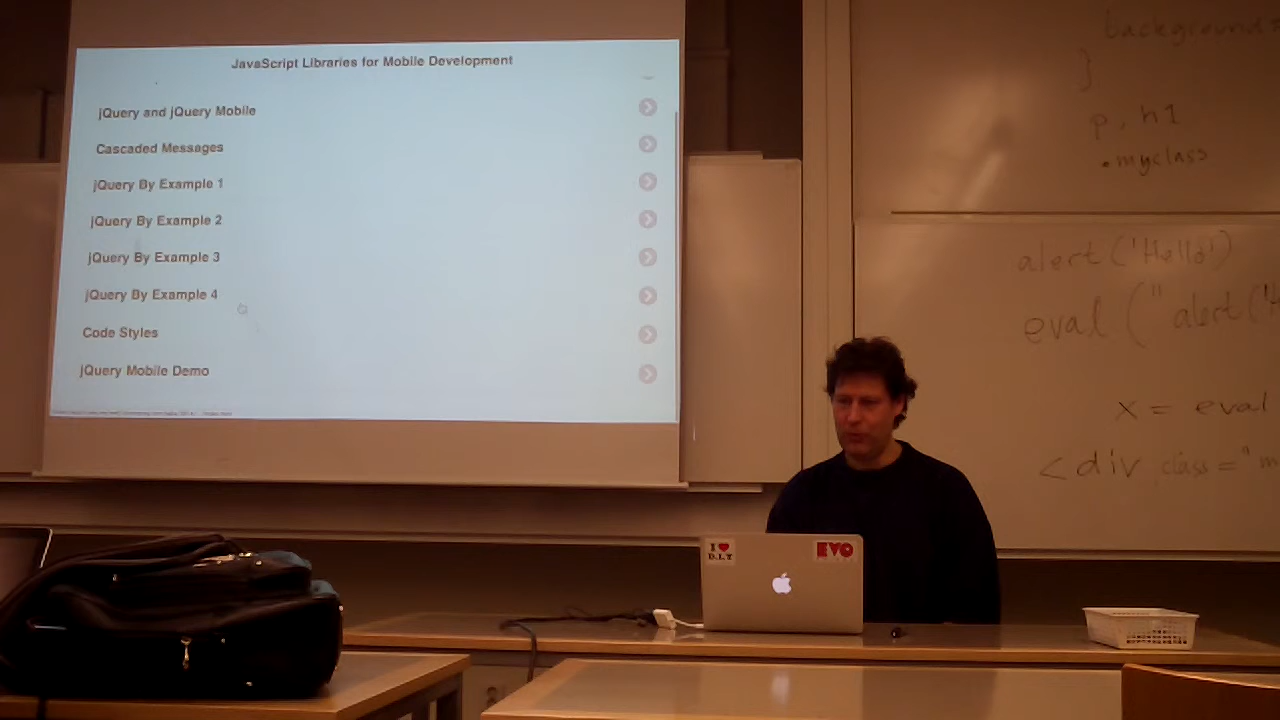 JavaScript Libraries for Mobile Development
jQuery and jQuery Mobile
Cascaded Messages
jQuery By Example 1
jQuery By Example 2
jQuery By Example 3
jQuery By Example 4
Code Styles
jQuery Mobile Demo
background:
}
p, h1
.myclass
alert('Hello')
eval ("alert('H
x = eval
<div class="m
I ❤
D.I.Y
EVO